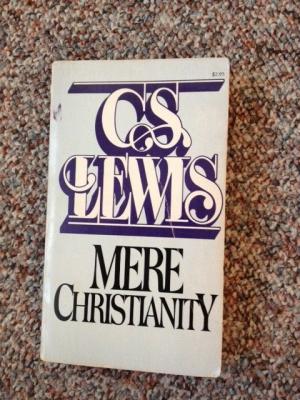 $2.95
C.S.
LEWIS
MERE
CHRISTIANITY